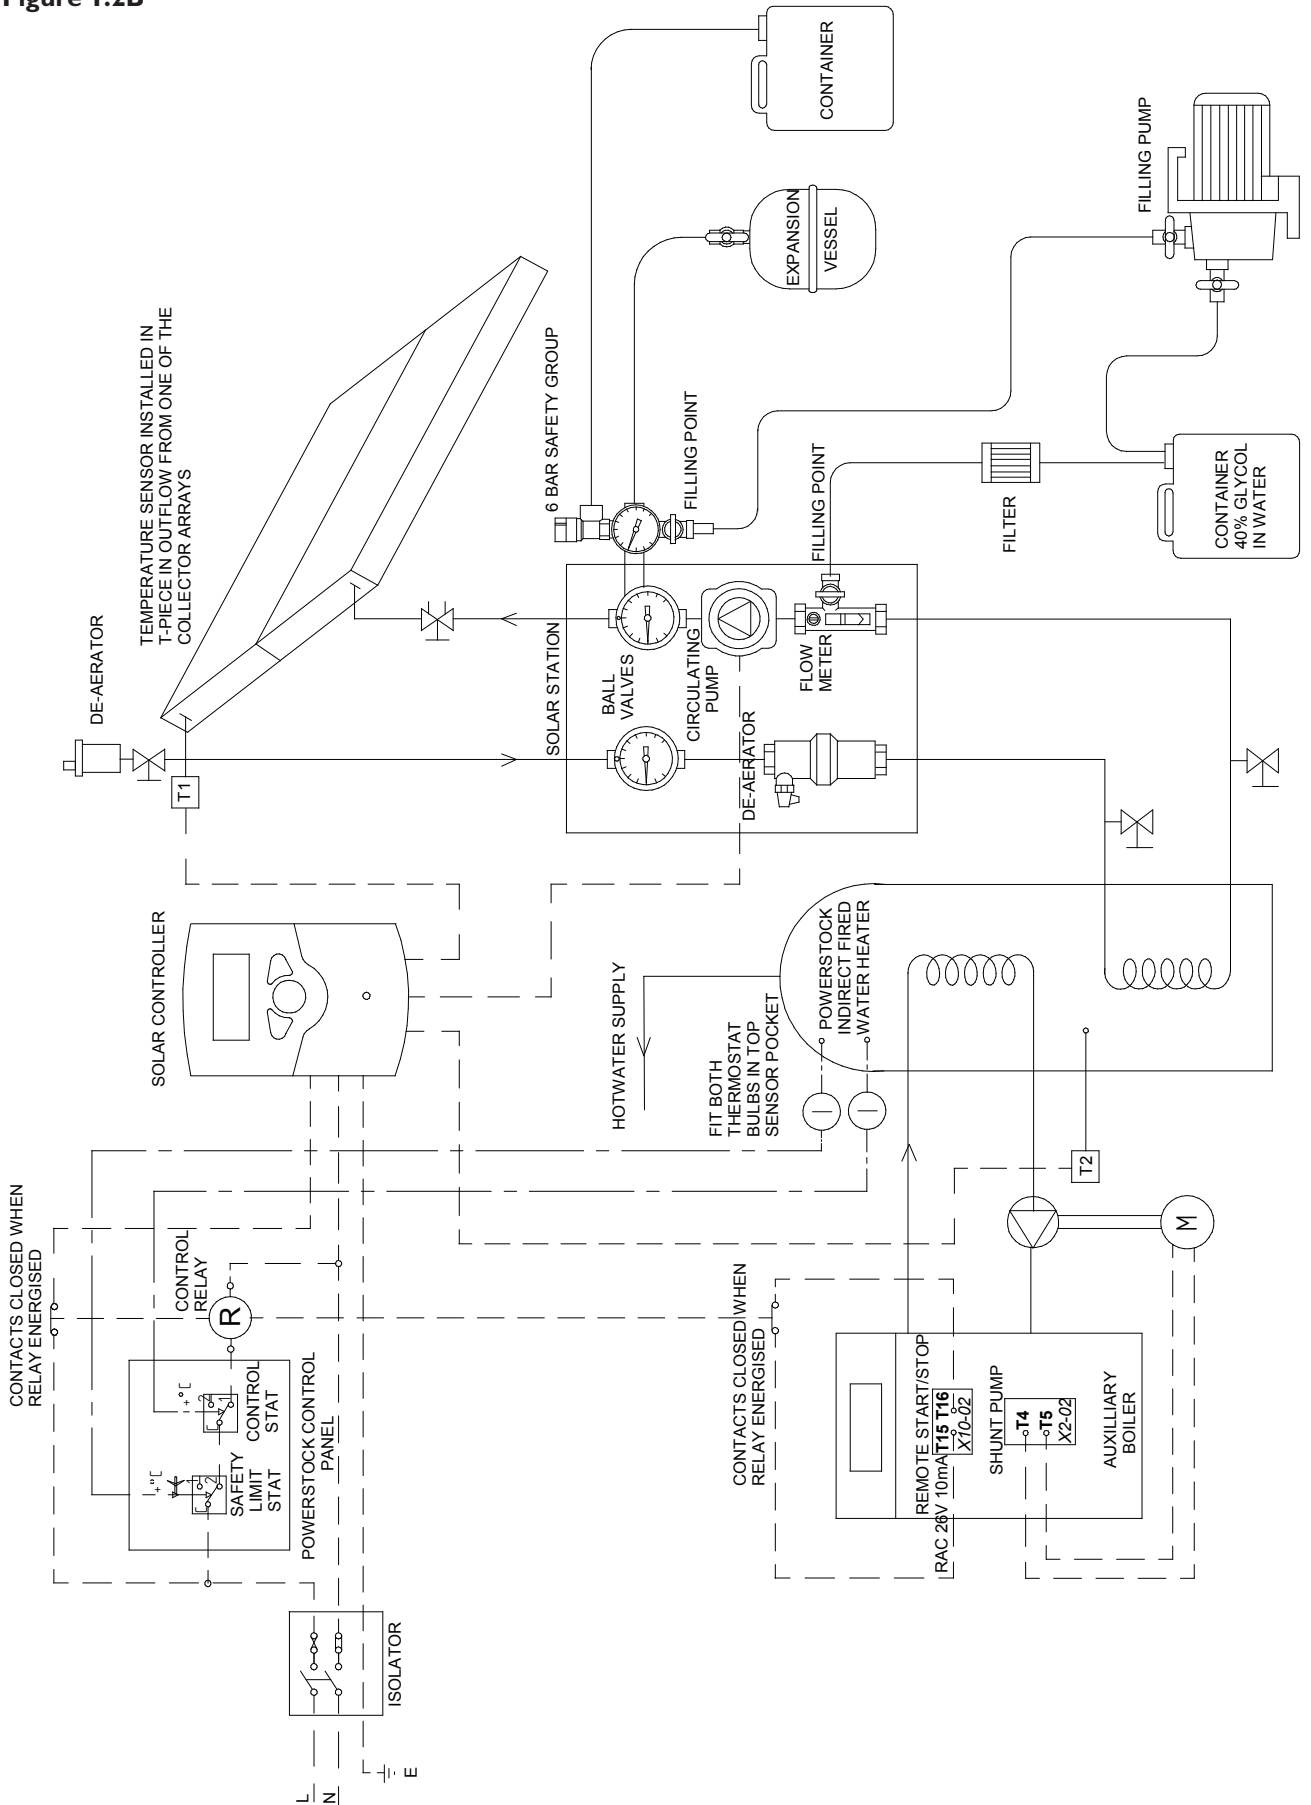 Figure 1.2B
CONTAINER
EXPANSION
VESSEL
FILLING PUMP
TEMPERATURE SENSOR INSTALLED IN
T-PIECE IN OUTFLOW FROM ONE OF THE
COLLECTOR ARRAYS
DE-AERATOR
T1
6 BAR SAFETY GROUP
FILLING POINT
FILLING POINT
FILTER
CONTAINER
40% GLYCOL
IN WATER
SOLAR STATION
BALL
VALVES
CIRCULATING
PUMP
FLOW
METER
DE-AERATOR
SOLAR CONTROLLER
HOTWATER SUPPLY
POWERSTOCK
INDIRECT FIRED
WATER HEATER
FIT BOTH
THERMOSTAT
BULBS IN TOP
SENSOR POCKET
T2
M
CONTACTS CLOSED WHEN
RELAY ENERGISED
CONTROL
RELAY
R
+°C
2
1
C
CONTROL
STAT
+°C
1
2
C
SAFETY
LIMIT
STAT
POWERSTOCK CONTROL
PANEL
CONTACTS CLOSED WHEN
RELAY ENERGISED
REMOTE START/STOP
RAC 26V 10mA
T15 T16
X10-02
SHUNT PUMP
T4
T5
X2-02
AUXILLIARY
BOILER
ISOLATOR
L
N
E